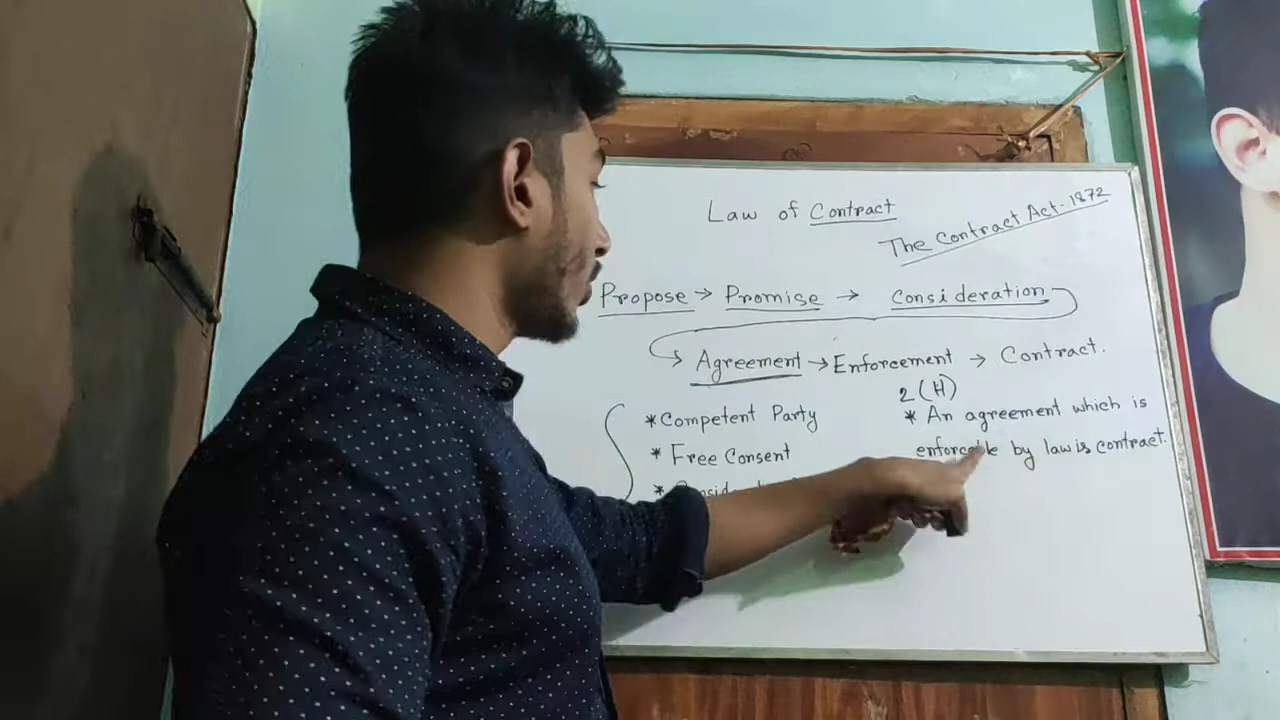 Law of Contract
The Contract Act-1872
Propose → Promise → Consideration
→ Agreement → Enforcement → Contract.
2(H)
* Competent Party
* An agreement which is
enforceable by law is contract.
* Free Consent